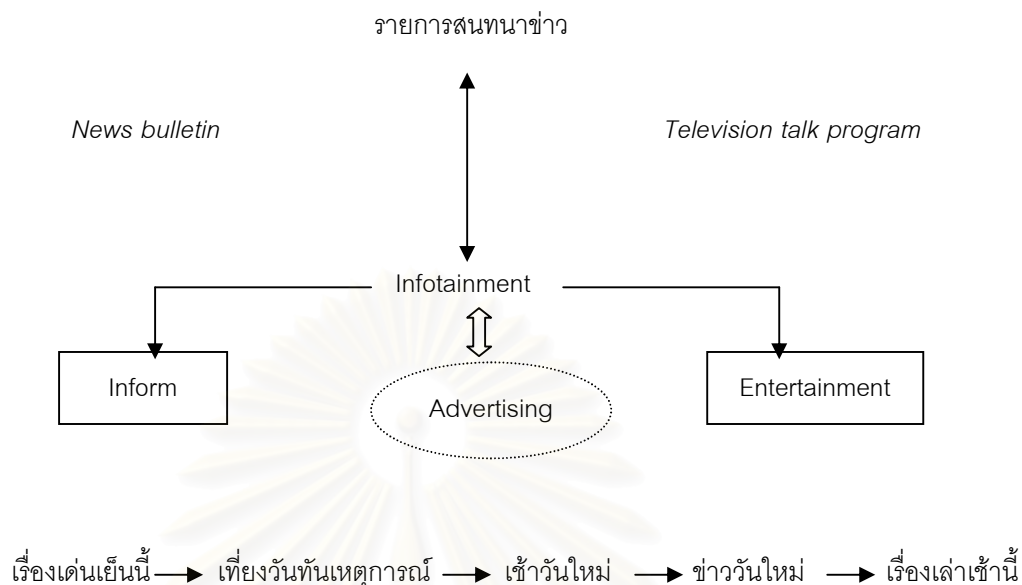 รายการสนทนาข่าว
News bulletin
Television talk program
Infotainment
Inform
Advertising
Entertainment
เรื่องเด่นเย็นนี้ เที่ยงวันทันเหตุการณ์ เช้าวันใหม่ ข่าววันใหม่ เรื่องเล่าเช้านี้